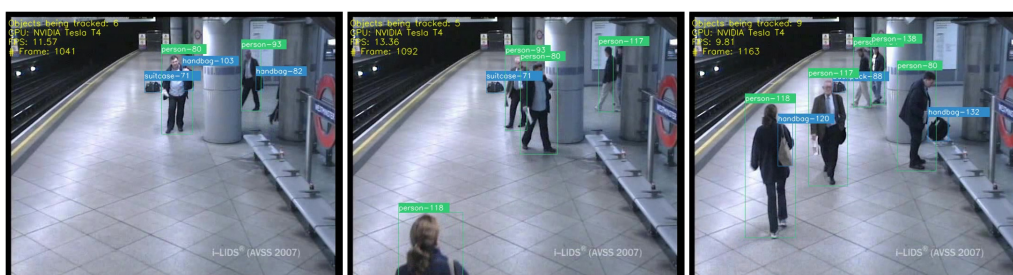 Objects being tracked: 6
CPU: NVIDIA Tesla T4
FPS: 11.57
# Frame: 1041
person-80
person-93
handbag-103
suitcase-71
handbag-82
i-LIDS® (AVSS 2007)
Objects being tracked: 5
CPU: NVIDIA Tesla T4
FPS: 13.36
# Frame: 1092
person-117
person-93
person-80
suitcase-71
person-118
i-LIDS® (AVSS 2007)
Objects being tracked: 9
CPU: NVIDIA Tesla T4
FPS: 9.81
# Frame: 1163
person-138
person-80
person-117
person-118
handbag-120
handbag-132
i-LIDS® (AVSS 2007)